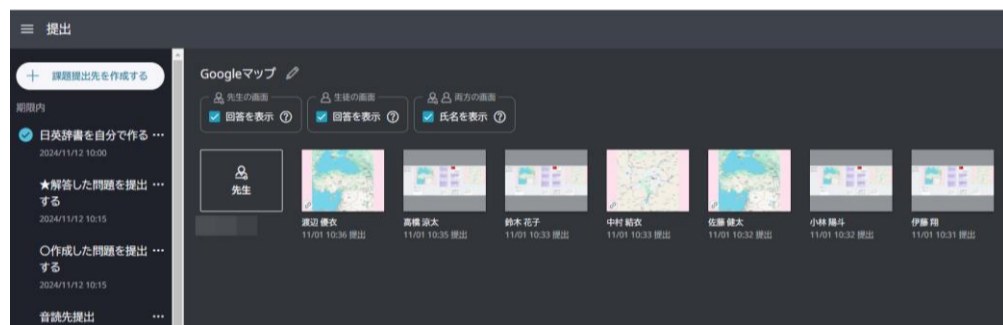 提出
課題提出先を作成する
期限内
日英辞書を自分で作る
2024/11/12 10:00
★解答した問題を提出
する
2024/11/12 10:15
〇作成した問題を提出
する
2024/11/12 10:15
音読先提出
Googleマップ
先生の画面
回答を表示
生徒の画面
回答を表示
両方の画面
氏名を表示
先生
渡辺 優衣
11/01 10:36 提出
高橋 涼太
11/01 10:35 提出
鈴木 花子
11/01 10:33 提出
中村 結衣
11/01 10:33 提出
佐藤 健太
11/01 10:32 提出
小林 陽斗
11/01 10:32 提出
伊藤 翔
11/01 10:31 提出